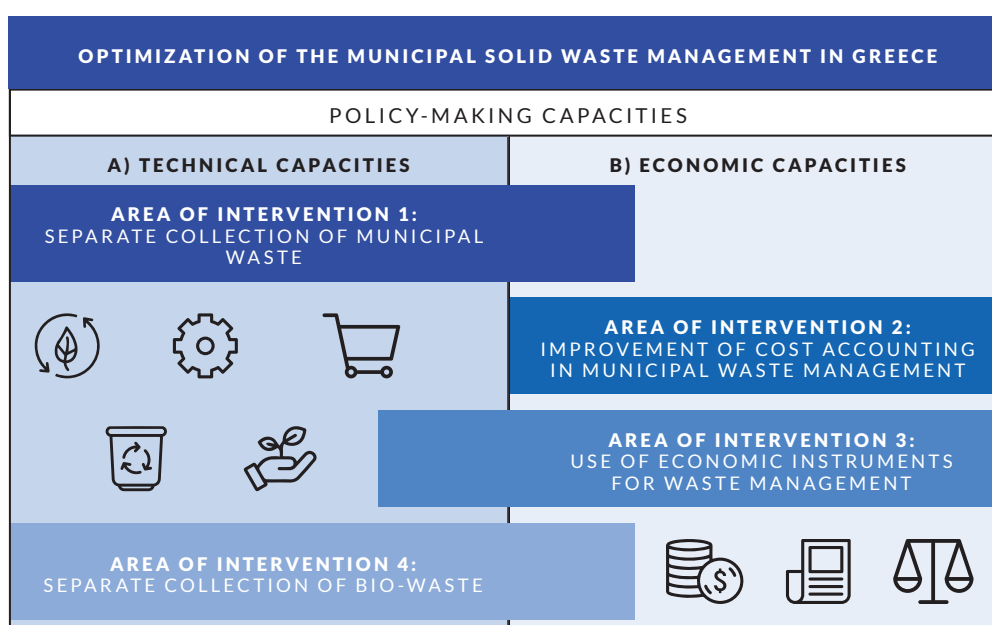 OPTIMIZATION OF THE MUNICIPAL SOLID WASTE MANAGEMENT IN GREECE
POLICY-MAKING CAPACITIES
A) TECHNICAL CAPACITIES
B) ECONOMIC CAPACITIES
AREA OF INTERVENTION 1:
SEPARATE COLLECTION OF MUNICIPAL
WASTE
AREA OF INTERVENTION 2:
IMPROVEMENT OF COST ACCOUNTING
IN MUNICIPAL WASTE MANAGEMENT
AREA OF INTERVENTION 3:
USE OF ECONOMIC INSTRUMENTS
FOR WASTE MANAGEMENT
AREA OF INTERVENTION 4:
SEPARATE COLLECTION OF BIO-WASTE
$